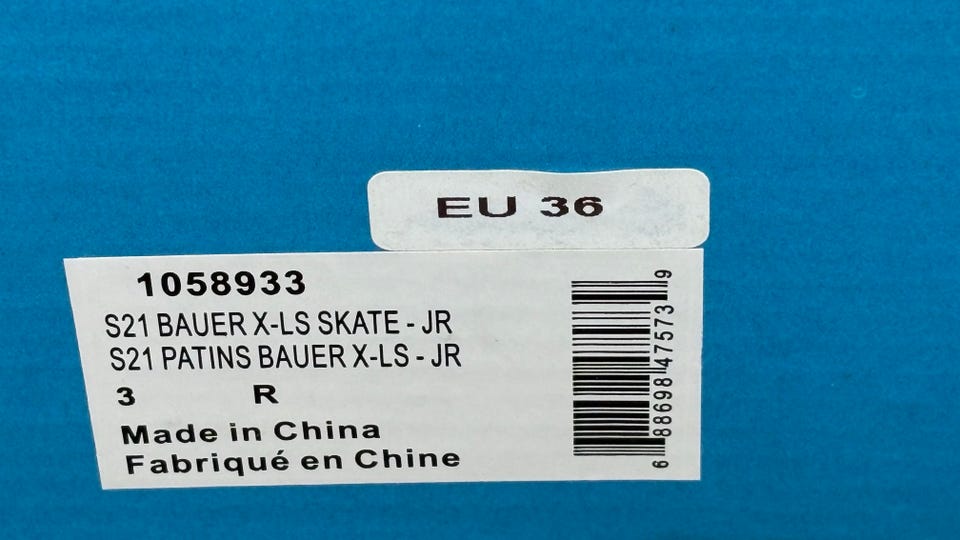 EU 36
1058933
S21 BAUER X-LS SKATE - JR
S21 PATINS BAUER X-LS - JR
3 R
Made in China
Fabriqué en Chine
6 88698 47573 9